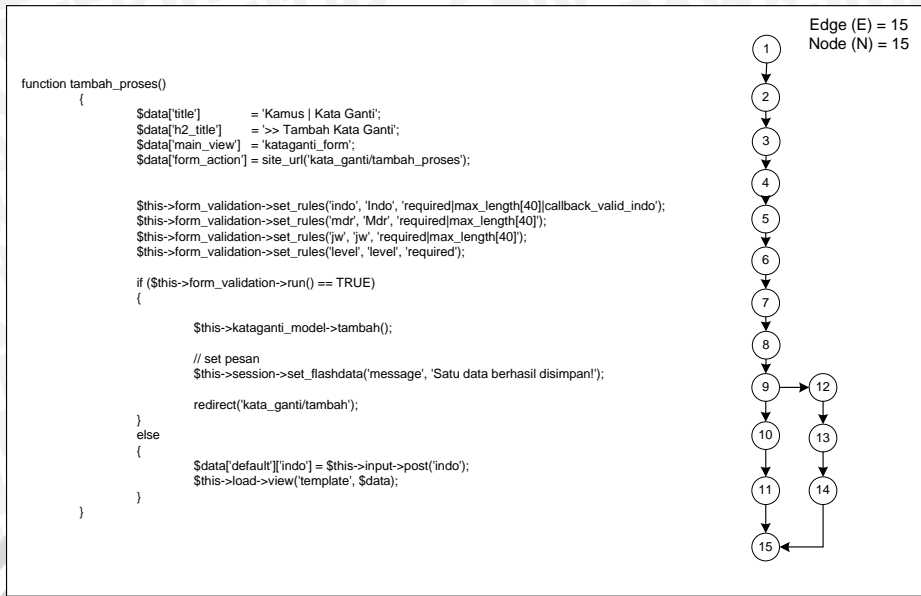 Edge (E) = 15
Node (N) = 15
function tambah_proses()
{
$data['title'] = 'Kamus | Kata Ganti';
$data['h2_title'] = '>> Tambah Kata Ganti';
$data['main_view'] = 'kataganti_form';
$data['form_action'] = site_url('kata_ganti/tambah_proses');
$this->form_validation->set_rules('indo', 'Indo', 'required|max_length[40]|callback_valid_indo');
$this->form_validation->set_rules('mdr', 'Mdr', 'required|max_length[40]');
$this->form_validation->set_rules('jw', 'jw', 'required|max_length[40]');
$this->form_validation->set_rules('level', 'level', 'required');
if ($this->form_validation->run() == TRUE)
{
$this->kataganti_model->tambah();
// set pesan
$this->session->set_flashdata('message', 'Satu data berhasil disimpan!');
redirect('kata_ganti/tambah');
}
else
{
$data['default']['indo'] = $this->input->post('indo');
$this->load->view('template', $data);
}
}
1
2
3
4
5
6
7
8
9 12
10 13
11 14
15